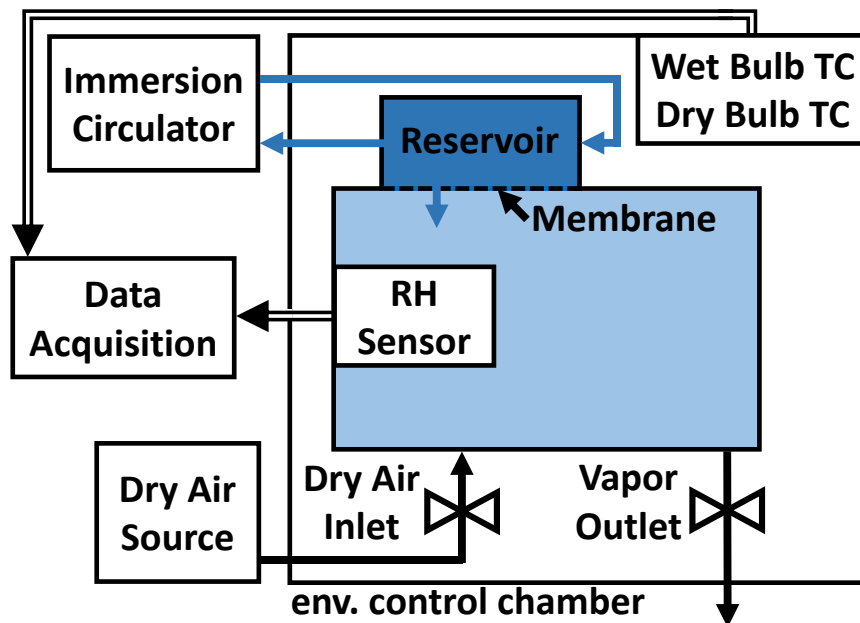 Immersion
Circulator
Wet Bulb TC
Dry Bulb TC
Reservoir
Membrane
Data
Acquisition
RH
Sensor
Dry Air
Source
Dry Air
Inlet
Vapor
Outlet
env. control chamber